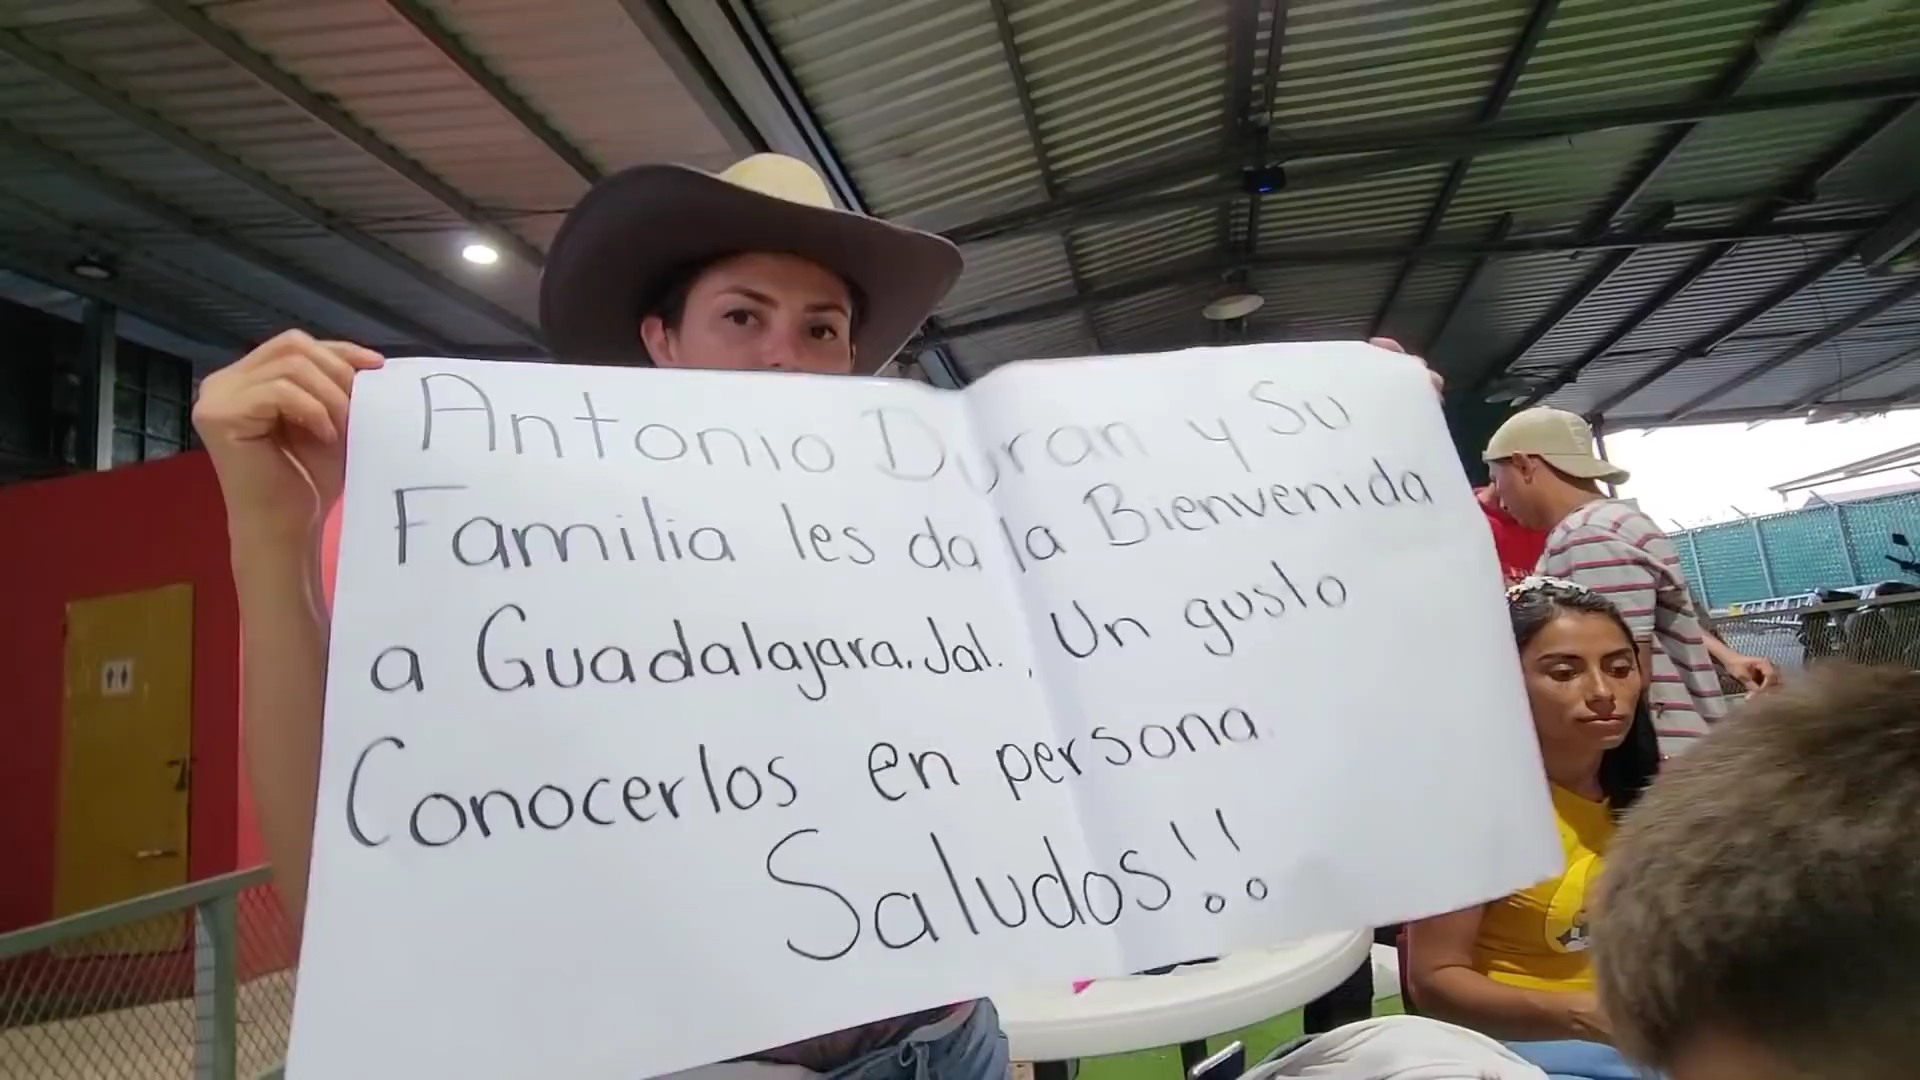 Antonio Duran y Su
Familia les da la Bienvenida
a Guadalajara. Jal., Un gusto
Conocerlos en persona.
Saludos!!